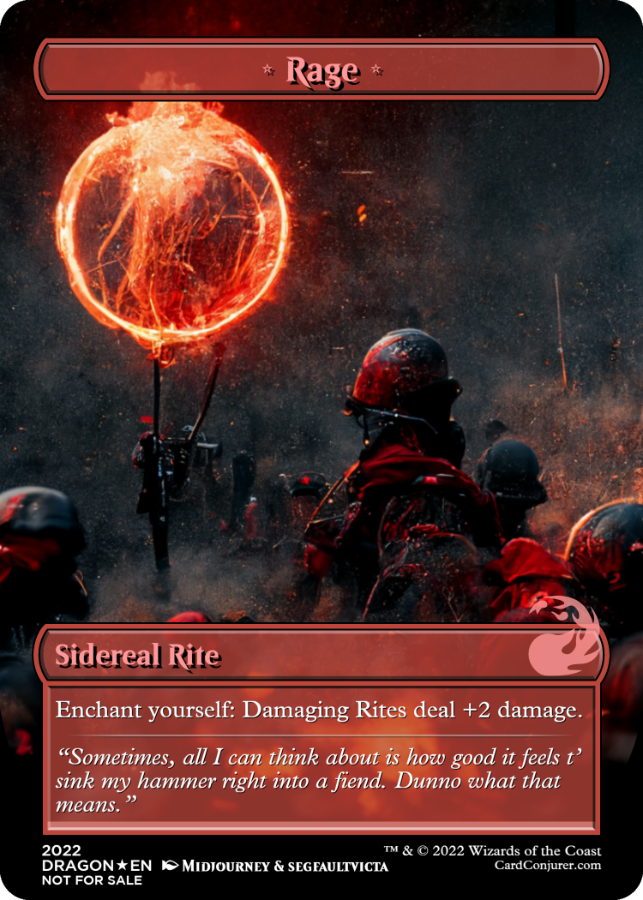 ☆ Rage ☆
Sidereal Rite
Enchant yourself: Damaging Rites deal +2 damage.
“Sometimes, all I can think about is how good it feels t’
sink my hammer right into a fiend. Dunno what that
means.”
2022
DRAGON★EN Midjourney & segfaultvicta
NOT FOR SALE
™ & © 2022 Wizards of the Coast
CardConjurer.com